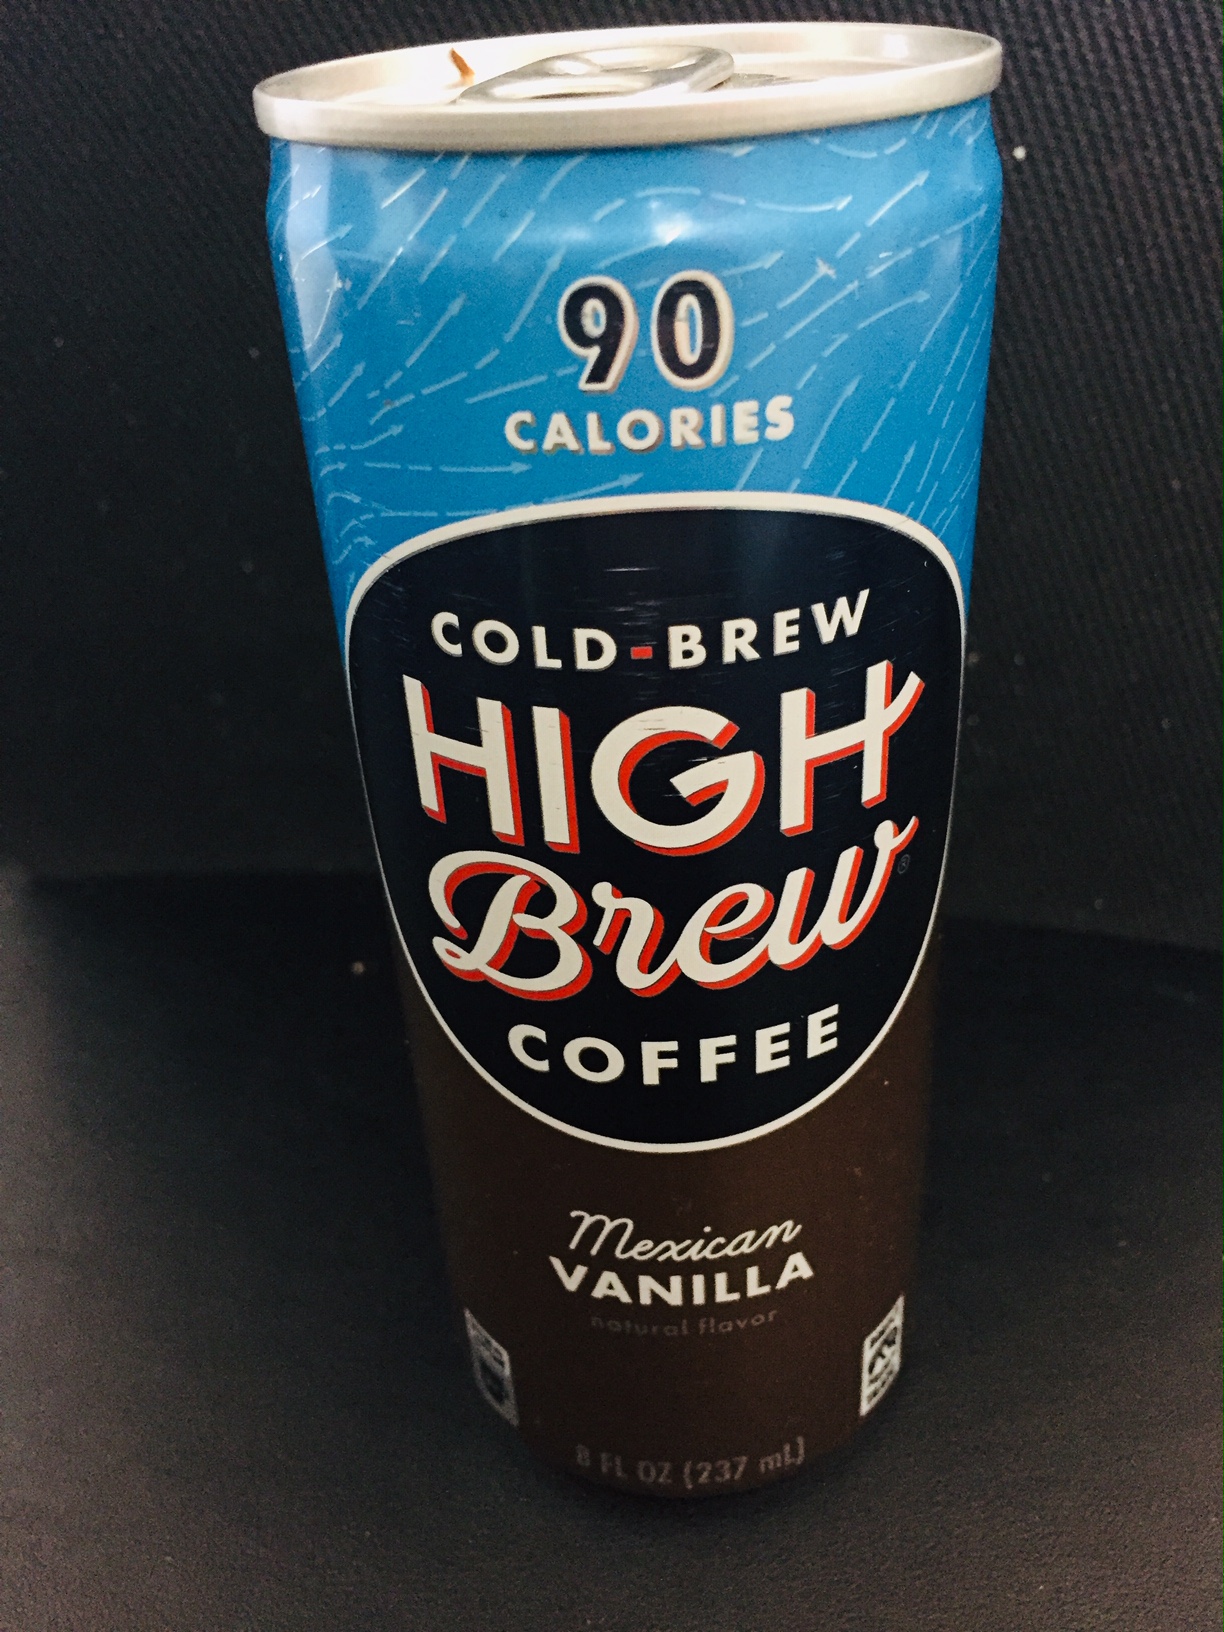 90
CALORIES
COLD-BREW
HIGH
Brew®
COFFEE
Mexican
VANILLA
natural flavor
8 FL OZ (237 mL)